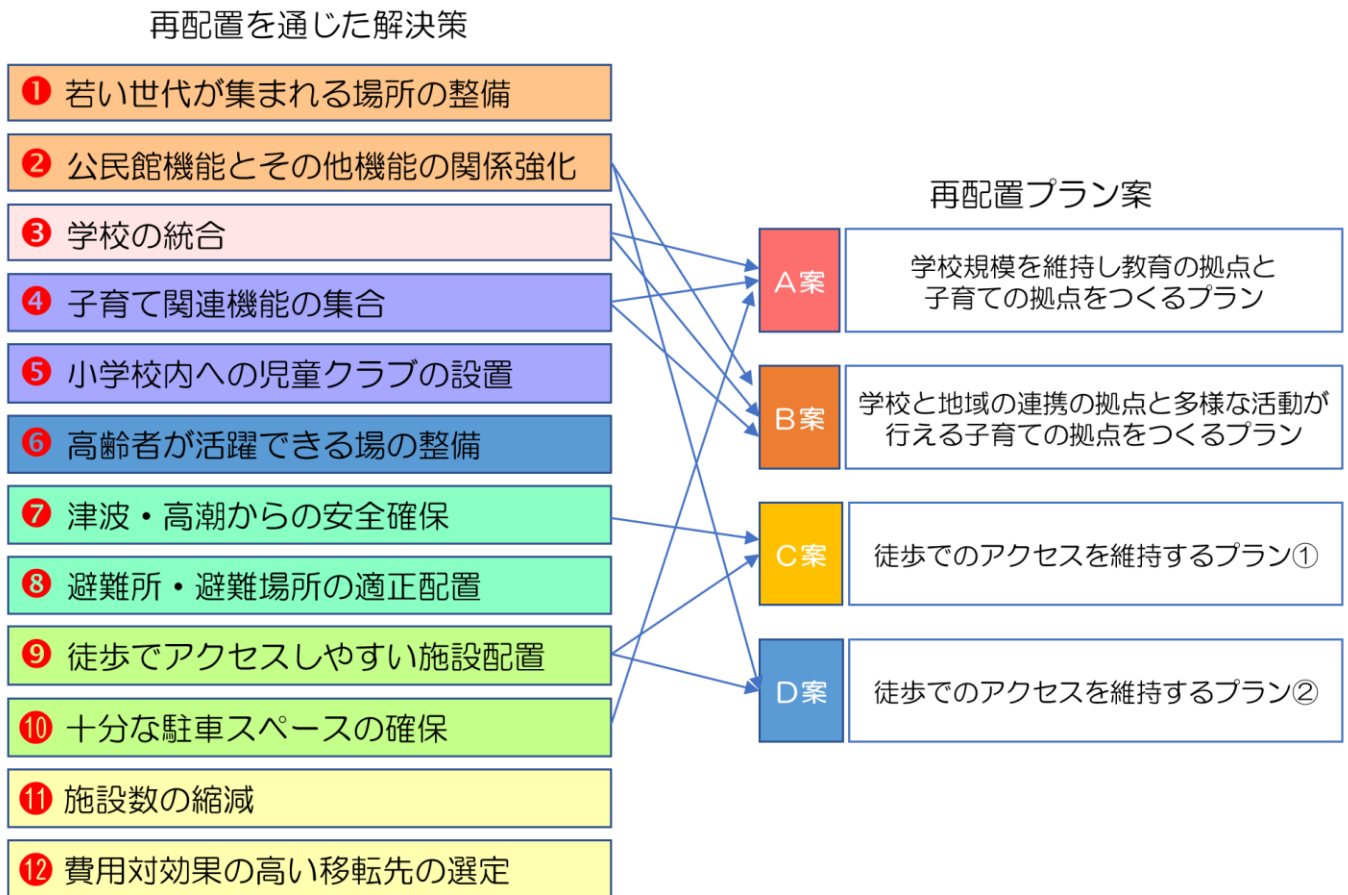 再配置を通じた解決策
❶ 若い世代が集まれる場所の整備
❷ 公民館機能とその他機能の関係強化
❸ 学校の統合
❹ 子育て関連機能の集合
❺ 小学校内への児童クラブの設置
❻ 高齢者が活躍できる場の整備
❼ 津波・高潮からの安全確保
❽ 避難所・避難場所の適正配置
❾ 徒歩でアクセスしやすい施設配置
❿ 十分な駐車スペースの確保
⓫ 施設数の縮減
⓬ 費用対効果の高い移転先の選定
再配置プラン案
A案
学校規模を維持し教育の拠点と
子育ての拠点をつくるプラン
B案
学校と地域の連携の拠点と多様な活動が
行える子育ての拠点をつくるプラン
C案
徒歩でのアクセスを維持するプラン①
D案
徒歩でのアクセスを維持するプラン②